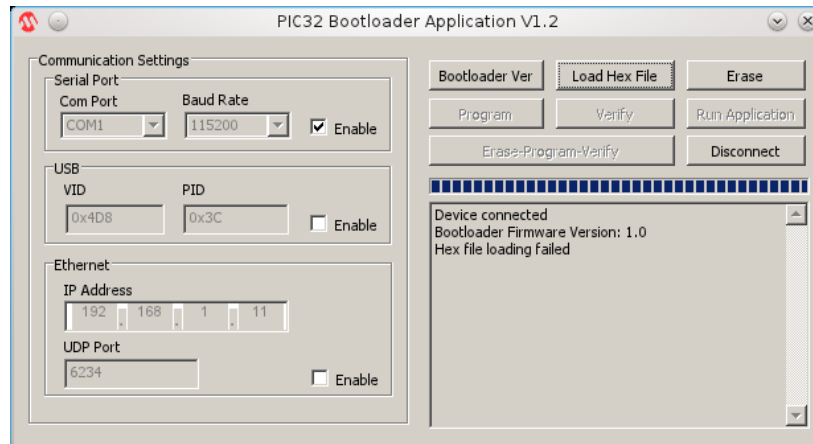 PIC32 Bootloader Application V1.2
Communication Settings
Serial Port
Com Port Baud Rate
COM1 115200 Enable
USB
VID PID
0x4D8 0x3C Enable
Ethernet
IP Address
192 . 168 . 1 . 11
UDP Port
6234 Enable
Bootloader Ver Load Hex File Erase
Program Verify Run Application
Erase-Program-Verify Disconnect
Device connected
Bootloader Firmware Version: 1.0
Hex file loading failed